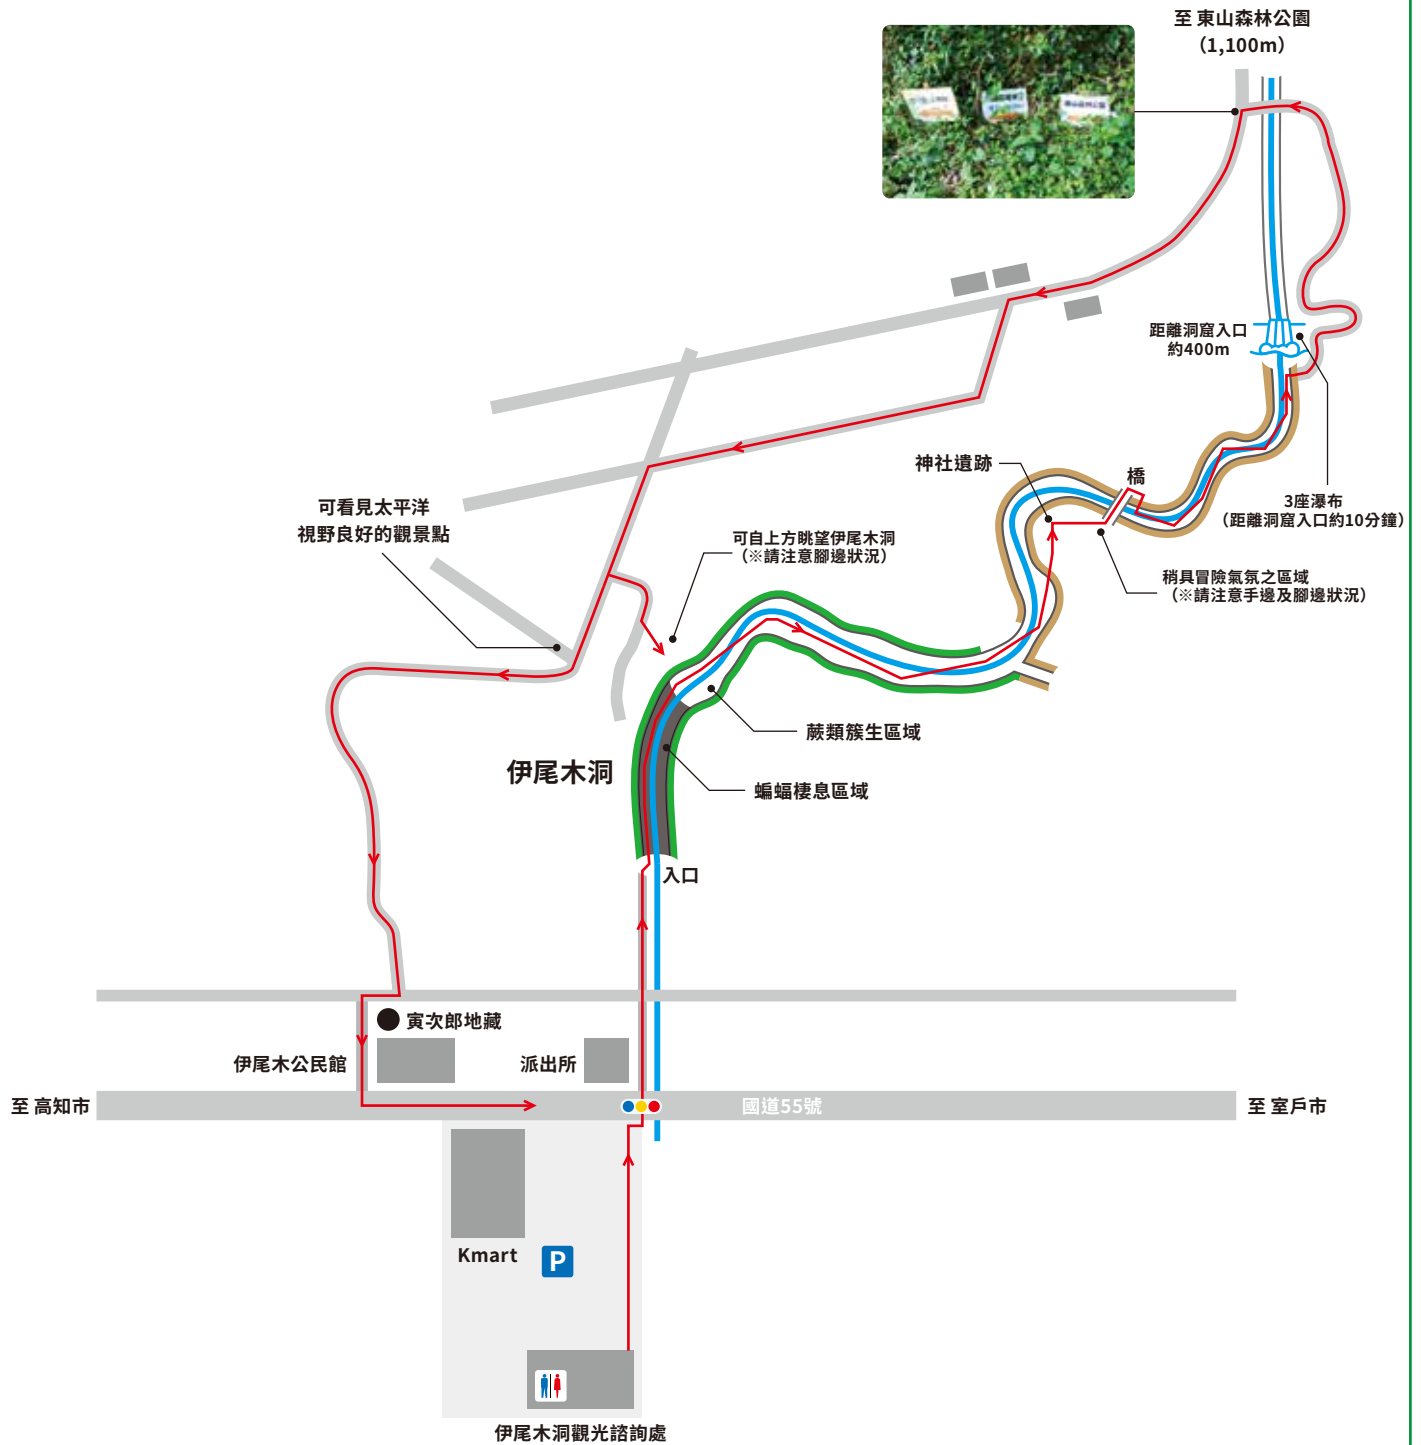 至 東山森林公園
（1,100m）
距離洞窟入口
約400m
神社遺跡
橋
3座瀑布
（距離洞窟入口約10分鐘）
可看見太平洋
視野良好的觀景點
可自上方眺望伊尾木洞
（※請注意腳邊狀況）
稍具冒險氣氛之區域
（※請注意手邊及腳邊狀況）
蕨類簇生區域
伊尾木洞
蝙蝠棲息區域
入口
寅次郎地藏
伊尾木公民館
派出所
至 高知市
國道55號
至 室戶市
Kmart
P
伊尾木洞觀光諮詢處